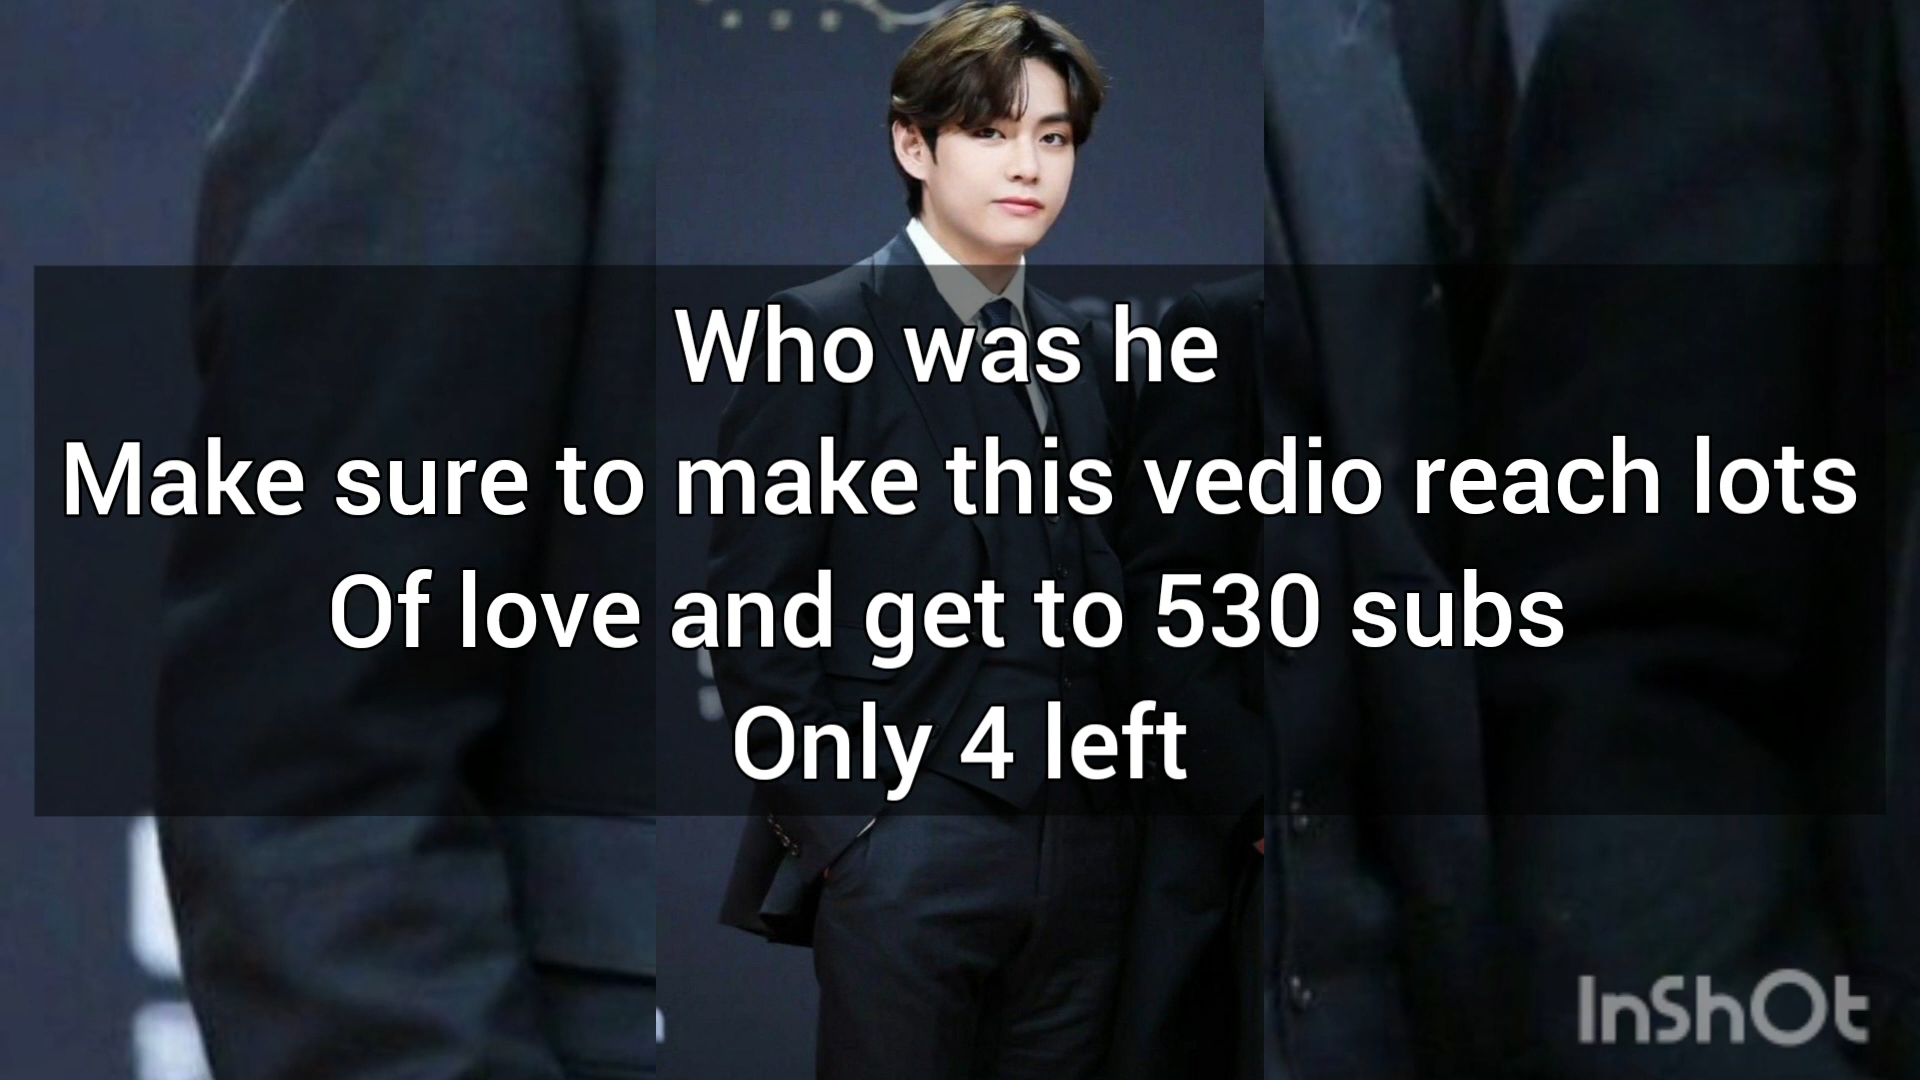 Who was he
Make sure to make this vedio reach lots
Of love and get to 530 subs
Only 4 left
InShOt